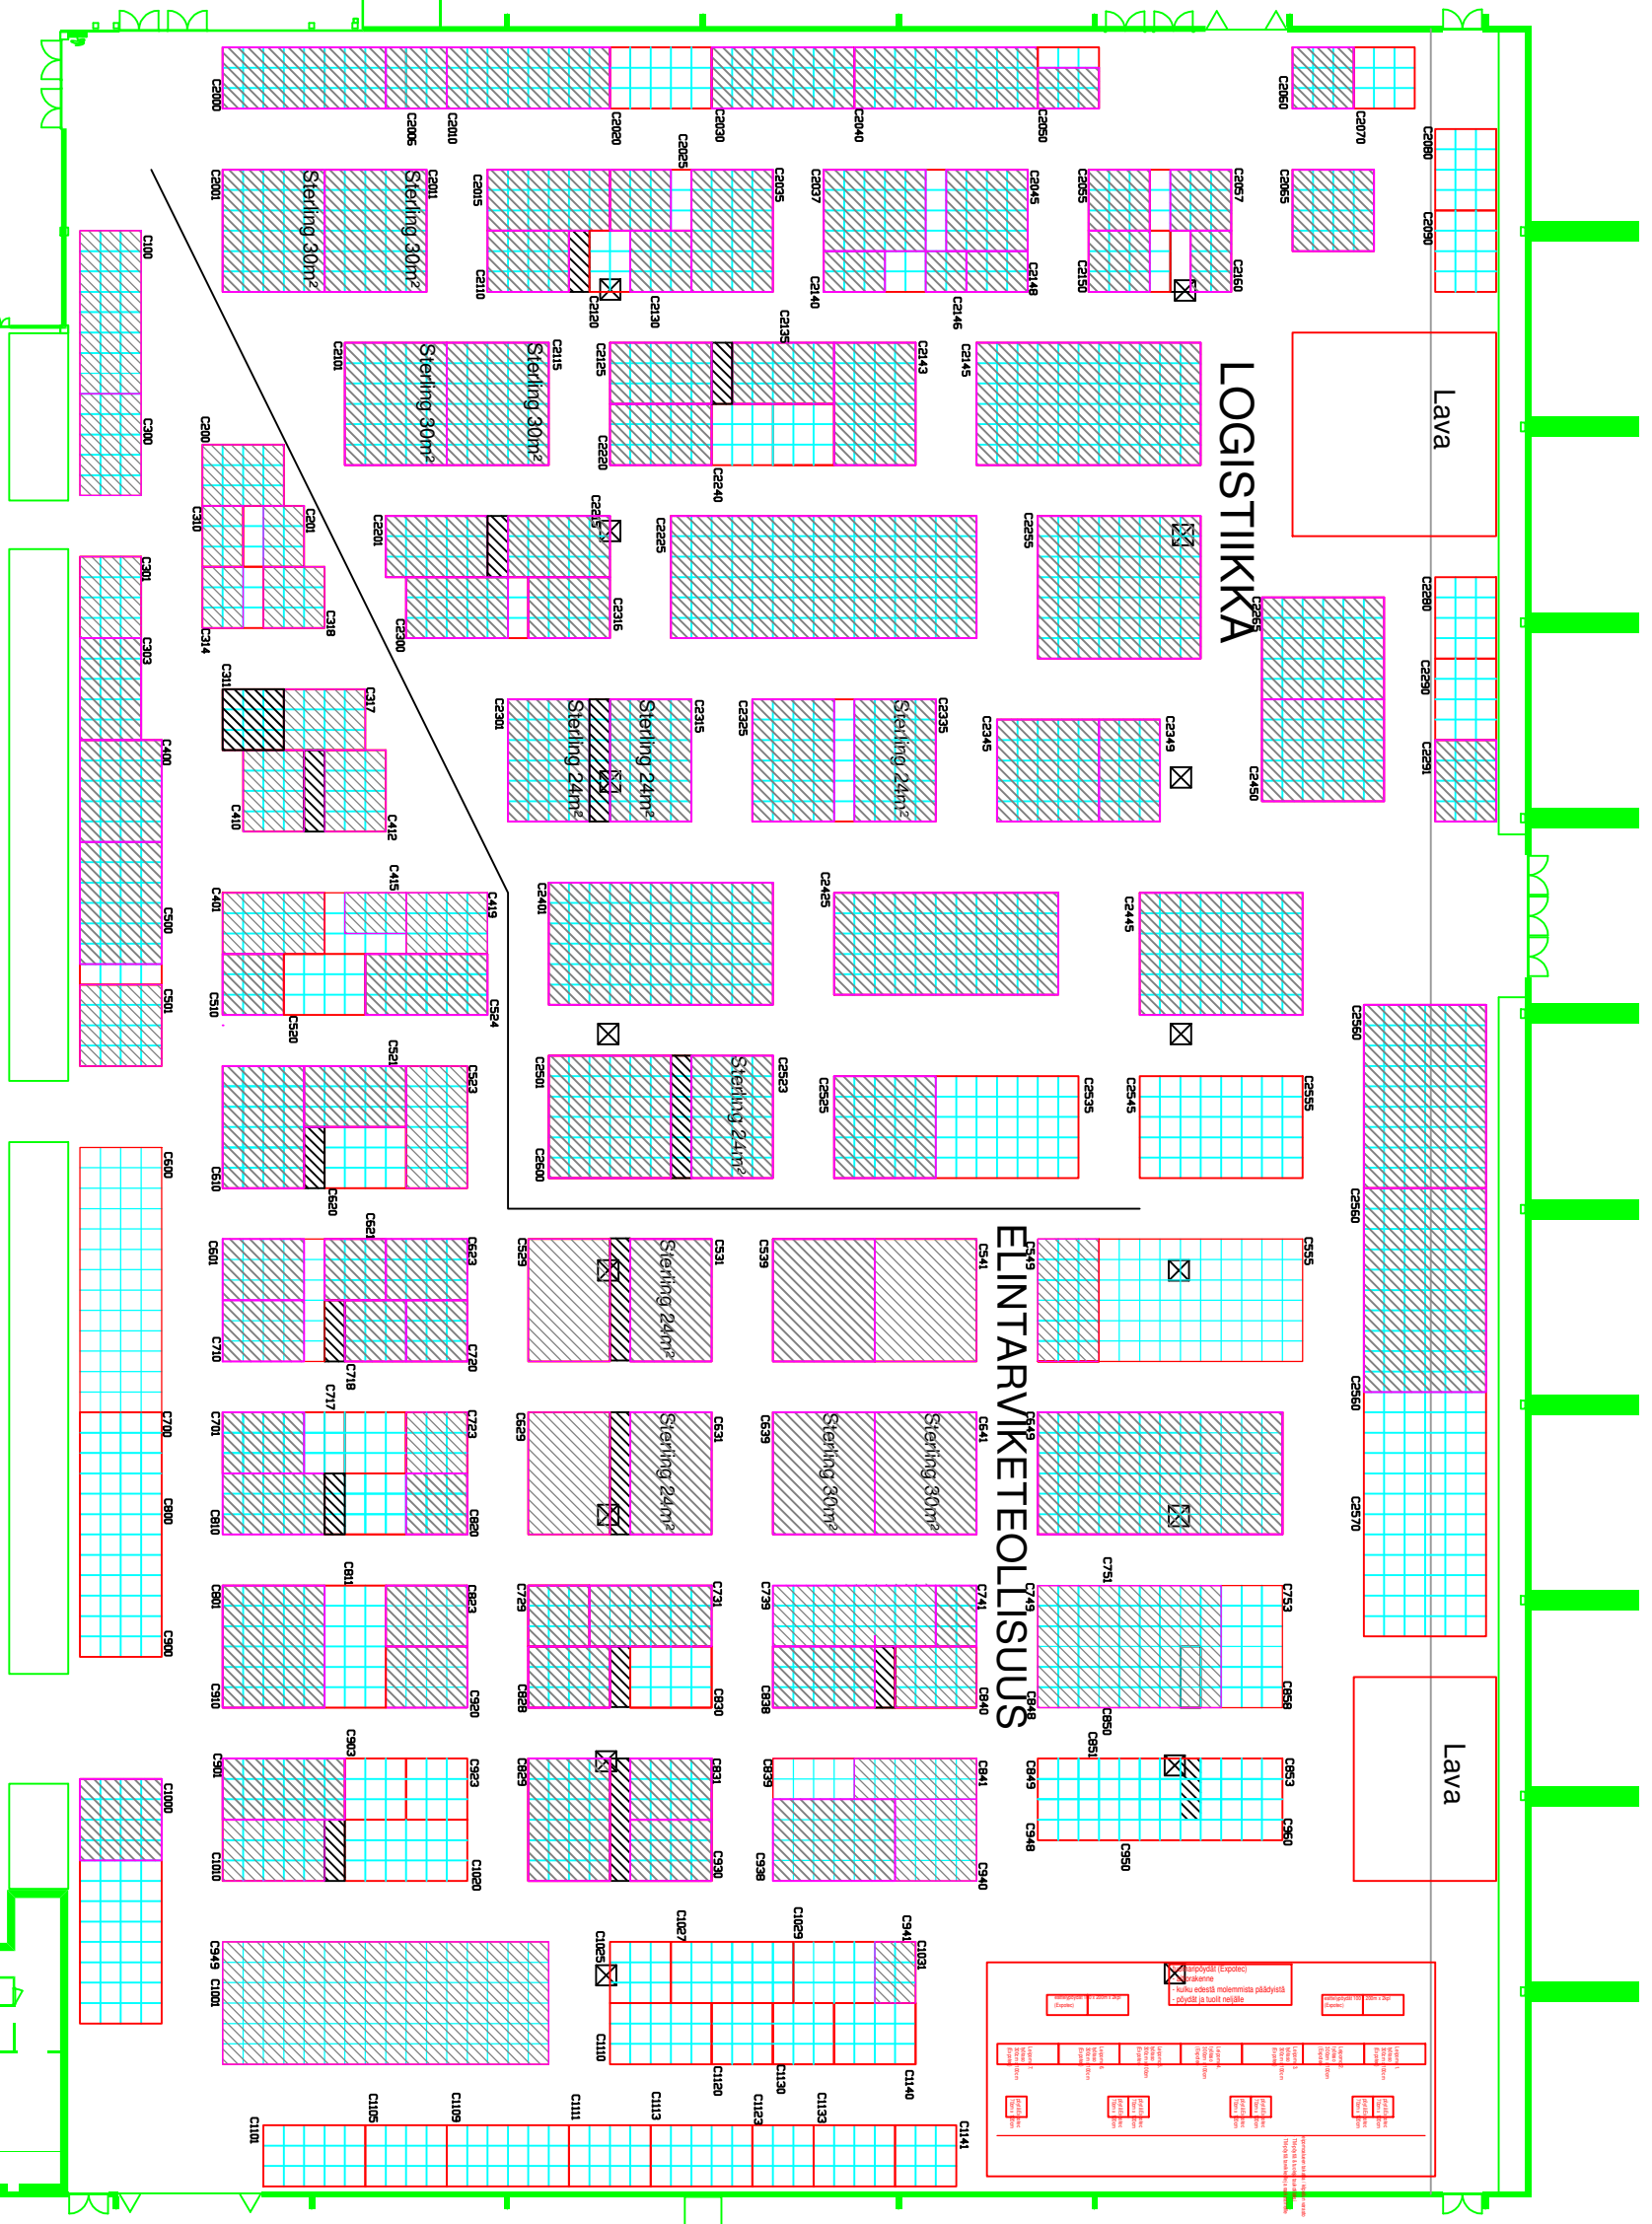 C2000
C2006
C2010
C2020
C2030
C2040
C2050
C2060
C2070
C2080
C2090
C2001
Sterling 30m²
Sterling 30m²
C2011
C2015
C2025
C2035
C2037
C2045
C2055
C2057
C2065
C100
C2110
C2120
C2130
C2140
C2146
C2148
C2150
C2160
C2101
Sterling 30m²
Sterling 30m²
C2115
C2125
C2135
C2143
C2145
LOGISTIIKKA
Lava
C300
C200
C2220
C2240
C310
C201
C2201
C2215
C2225
C2255
C2265
C2280
C301
C303
C314
C318
C2300
C2316
C2290
C2291
C311
C317
C2301
Sterling 24m²
Sterling 24m²
C2315
C2325
Sterling 24m²
C2335
C2345
C2349
C2450
C400
C410
C412
C500
C401
C415
C419
C2401
C2425
C2445
C501
C510
C520
C524
C2560
C521
C523
C2501
Sterling 24m²
C2523
C2525
C2535
C2545
C2555
C600
C610
C620
C2600
C2560
C601
C621
C623
C529
Sterling 24m²
C531
C539
C541
C549
C555
ELINTARVIKETEOLLISUUS
C710
C718
C720
C2560
C700
C701
C717
C723
C629
Sterling 24m²
C631
C639
Sterling 30m²
Sterling 30m²
C641
C649
C2570
C800
C810
C820
C801
C811
C823
C729
C731
C739
C741
C749
C751
C753
C900
C910
C920
C828
C830
C838
C840
C848
C850
C858
Lava
C1000
C901
C903
C923
C829
C831
C839
C841
C849
C851
C853
C1010
C1020
C930
C938
C940
C948
C950
C960
C949 C1001
C1025
C1027
C1029
C941
C1031
- kulku edestä molemmista päädyistä
- pöydät ja tuolit neljälle
C1110
C1120
C1130
C1140
C1101
C1105
C1109
C1111
C1113
C1123
C1133
C1141